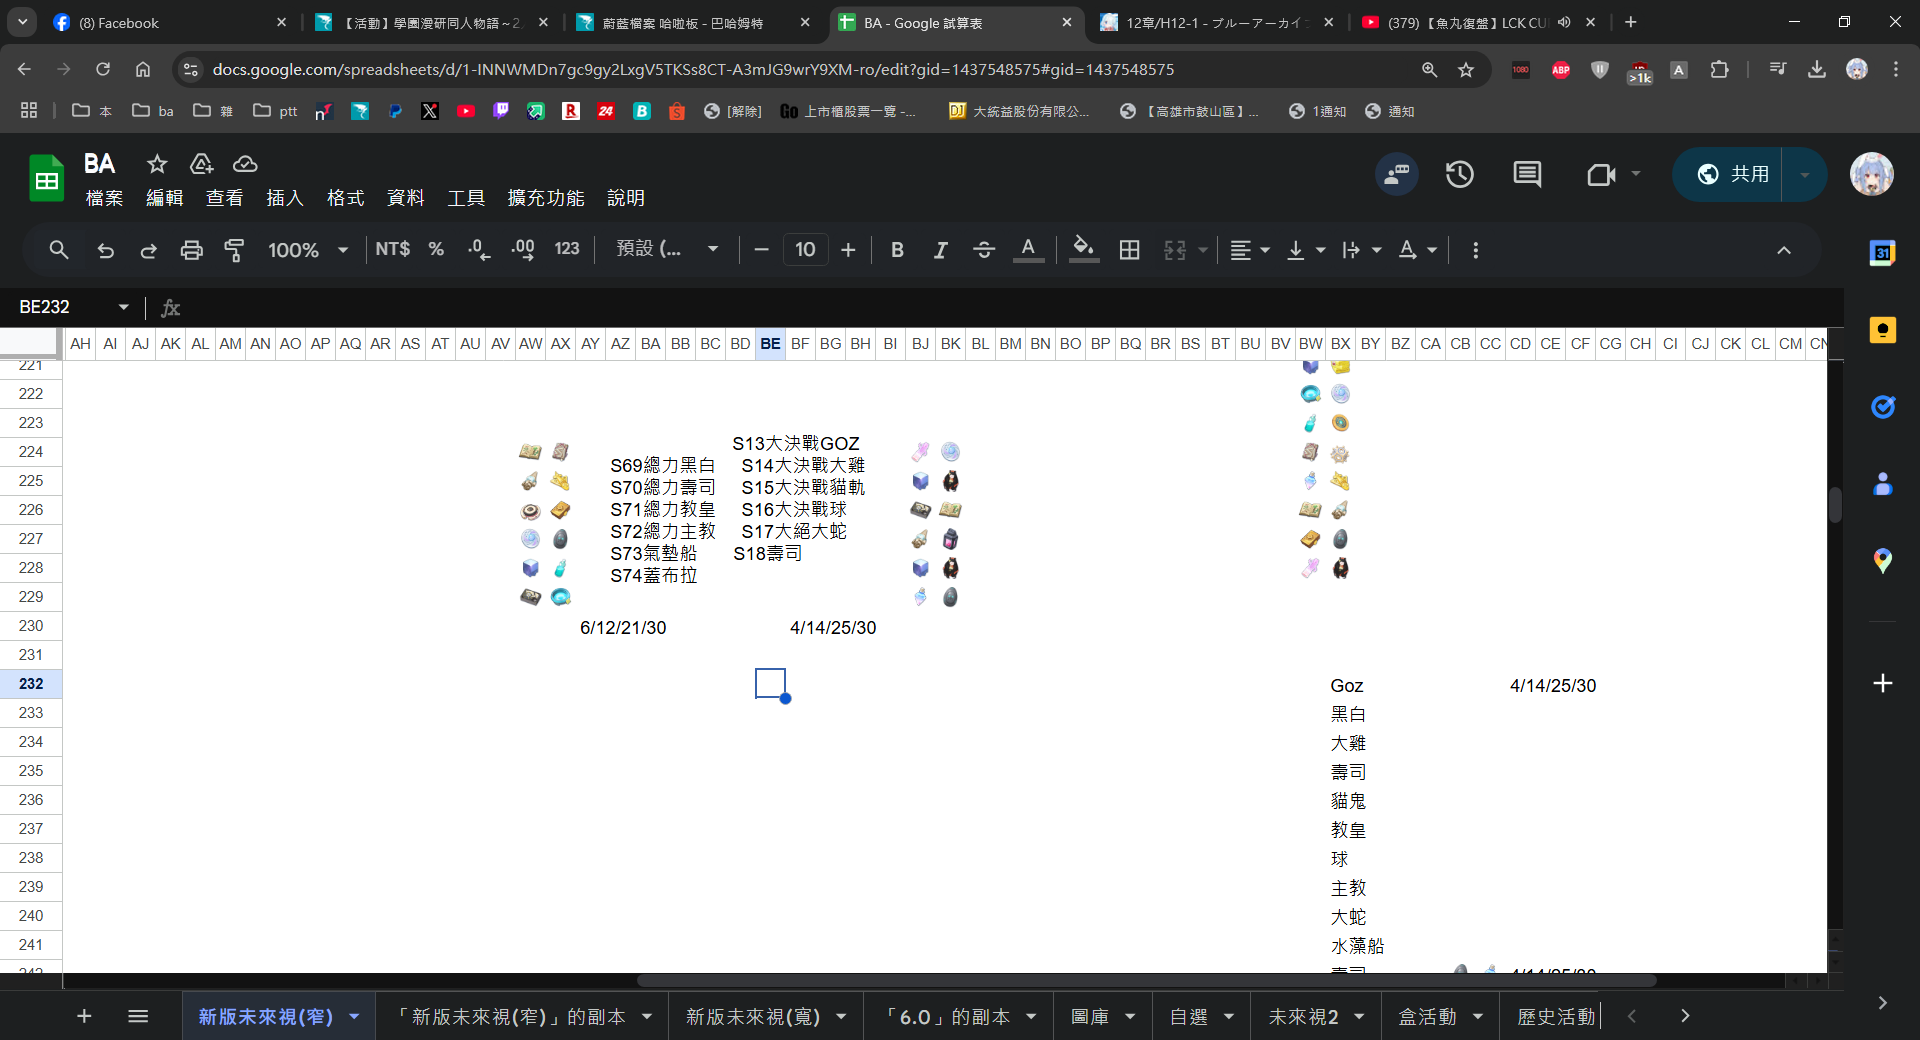 (8) Facebook
【活動】學園漫研同人物語～2
蔚藍檔案 哈啦板 - 巴哈姆特
BA - Google 試算表
12章/H12-1 - ブルーアーカイブ
(379) 【魚丸復盤】LCK CU
docs.google.com/spreadsheets/d/1-INNWMDn7gc9gy2LxgV5TKSs8CT-A3mJG9wrY9XM-ro/edit?gid=1437548575#gid=1437548575
1080
ABP
>1k
A
本
ba
雜
ptt
[解除]
上市櫃股票一覽 -...
大統益股份有限公...
【高雄市鼓山區】...
1通知
通知
BA
檔案 編輯 查看 插入 格式 資料 工具 擴充功能 說明
共用
100% NT$ % .0 .00 123 預設 (... 10 B I A
31
BE232
fx
AH AI AJ AK AL AM AN AO AP AQ AR AS AT AU AV AW AX AY AZ BA BB BC BD BE BF BG BH BI BJ BK BL BM BN BO BP BQ BR BS BT BU BV BW BX BY BZ CA CB CC CD CE CF CG CH CI CJ CK CL CM CN
221
222
223
224
225
226
227
228
229
230
231
232
233
234
235
236
237
238
239
240
241
242
S13大決戰GOZ
S69總力黑白 S14大決戰大雞
S70總力壽司 S15大決戰貓軌
S71總力教皇 S16大決戰球
S72總力主教 S17大絕大蛇
S73氣墊船 S18壽司
S74蓋布拉
6/12/21/30 4/14/25/30
Goz 4/14/25/30
黑白
大雞
壽司
貓鬼
教皇
球
主教
大蛇
水藻船
壽司 4/14/25/30
新版未來視(窄)
「新版未來視(窄)」的副本
新版未來視(寬)
「6.0」的副本
圖庫
自選
未來視2
盒活動
歷史活動